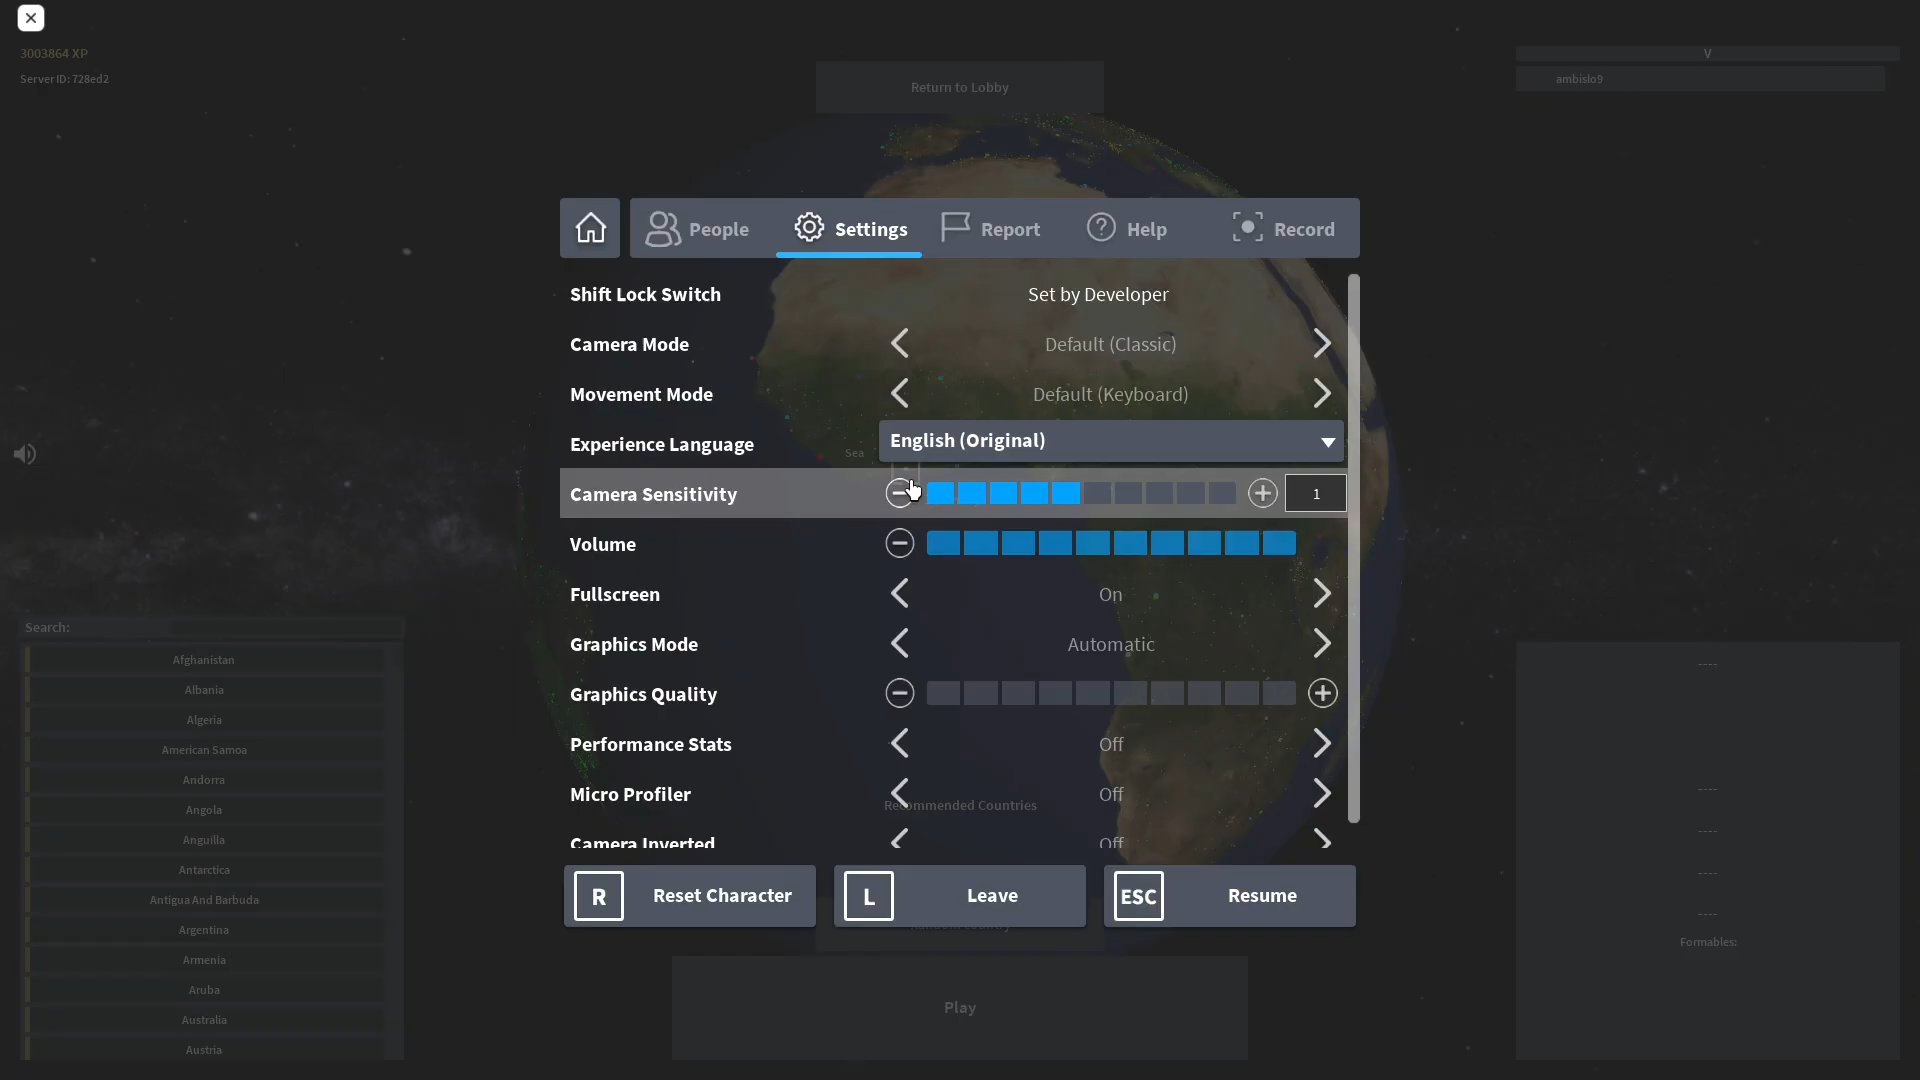 3003864 XP
Server ID: 728ed2
Return to Lobby
V
ambislo9
People
Settings
Report
Help
Record
Shift Lock Switch
Set by Developer
Camera Mode
Default (Classic)
Movement Mode
Default (Keyboard)
Experience Language
English (Original)
Sea
Camera Sensitivity
1
Volume
Fullscreen
On
Graphics Mode
Automatic
Graphics Quality
Performance Stats
Off
Micro Profiler
Off
Recommended Countries
Camera Inverted
Off
R Reset Character
L Leave
ESC Resume
Play
Search:
Afghanistan
Albania
Algeria
American Samoa
Andorra
Angola
Anguilla
Antarctica
Antigua And Barbuda
Argentina
Armenia
Aruba
Australia
Austria
----
----
----
----
----
Formables: